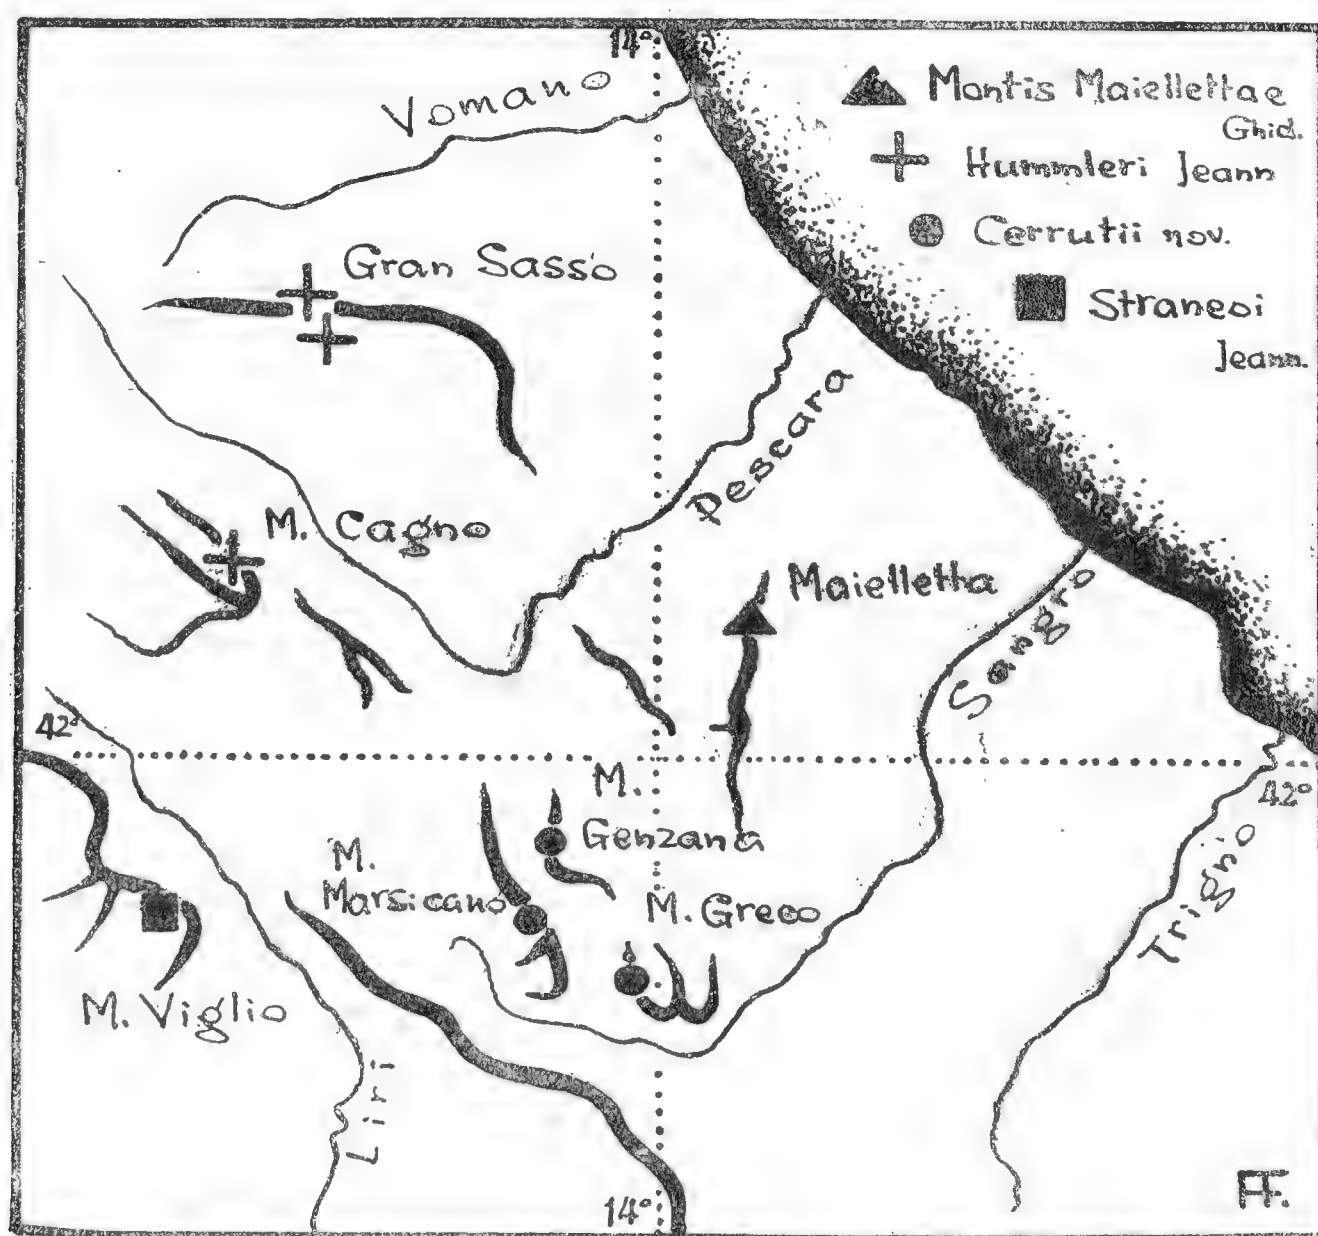 14°
Vomano
Montis Maiellettae
Ghid.
Hummleri Jeann
Cerrutii nov.
Straneoi
Jeann.
Gran Sasso
Pescara
M. Cagno
Maielletta
Sangro
42°
42°
M.
Genzana
M.
Marsicano
M. Greco
Trigno
M. Viglio
Liri
14°
FF.